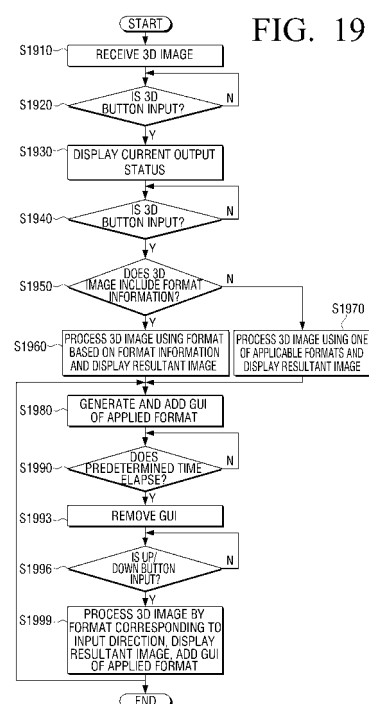 START
FIG. 19
S1910
RECEIVE 3D IMAGE
S1920
IS 3D
BUTTON INPUT?
N
Y
S1930
DISPLAY CURRENT OUTPUT
STATUS
S1940
IS 3D
BUTTON INPUT?
N
Y
S1950
DOES 3D
IMAGE INCLUDE FORMAT
INFORMATION?
N
Y
S1960
PROCESS 3D IMAGE USING FORMAT
BASED ON FORMAT INFORMATION
AND DISPLAY RESULTANT IMAGE
S1970
PROCESS 3D IMAGE USING ONE
OF APPLICABLE FORMATS AND
DISPLAY RESULTANT IMAGE
S1980
GENERATE AND ADD GUI
OF APPLIED FORMAT
S1990
DOES
PREDETERMINED TIME
ELAPSE?
N
Y
S1993
REMOVE GUI
S1996
IS UP/
DOWN BUTTON
INPUT?
N
Y
S1999
PROCESS 3D IMAGE BY
FORMAT CORRESPONDING TO
INPUT DIRECTION, DISPLAY
RESULTANT IMAGE, ADD GUI
OF APPLIED FORMAT
END